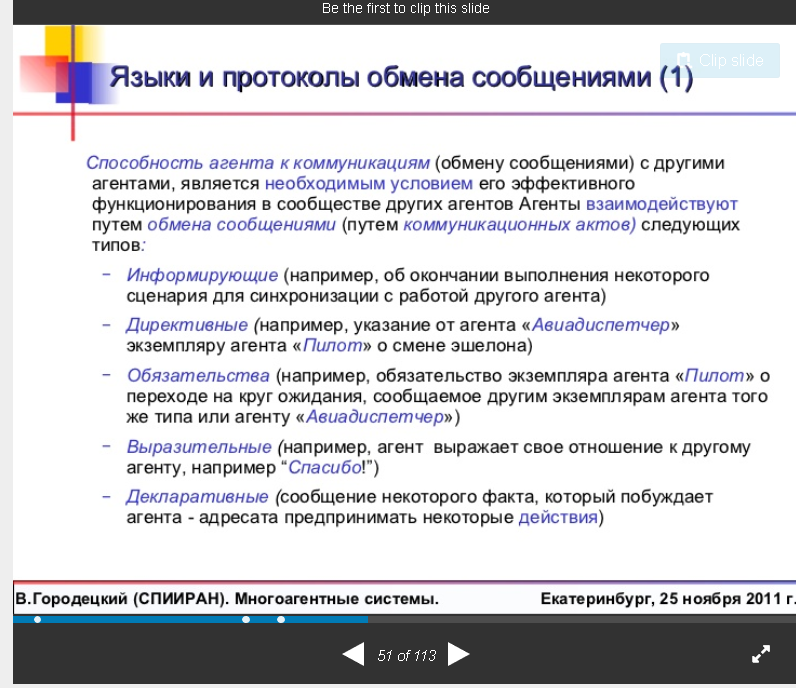 Be the first to clip this slide
Clip slide
Языки и протоколы обмена сообщениями (1)
Способность агента к коммуникациям (обмену сообщениями) с другими
агентами, является необходимым условием его эффективного
функционирования в сообществе других агентов Агенты взаимодействуют
путем обмена сообщениями (путем коммуникационных актов) следующих
типов:
− Информирующие (например, об окончании выполнения некоторого
сценария для синхронизации с работой другого агента)
− Директивные (например, указание от агента «Авиадиспетчер»
экземпляру агента «Пилот» о смене эшелона)
− Обязательства (например, обязательство экземпляра агента «Пилот» о
переходе на круг ожидания, сообщаемое другим экземплярам агента того
же типа или агенту «Авиадиспетчер»)
− Выразительные (например, агент выражает свое отношение к другому
агенту, например “Спасибо!”)
− Декларативные (сообщение некоторого факта, который побуждает
агента - адресата предпринимать некоторые действия)
В.Городецкий (СПИИРАН). Многоагентные системы. Екатеринбург, 25 ноября 2011 г.
51 of 113